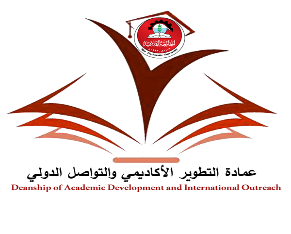 عمادة التطوير الأكاديمي والتواصل الدولي
Deanship of Academic Development and International Outreach